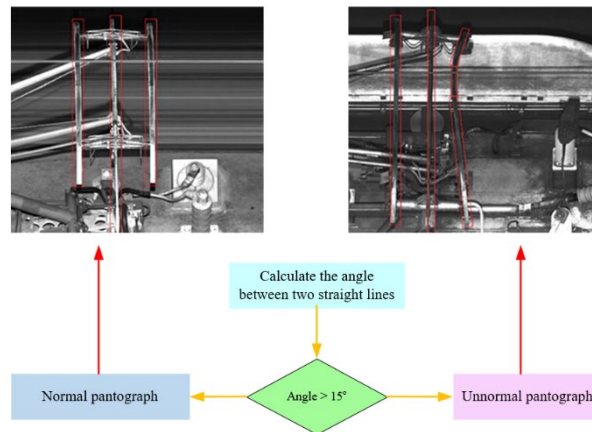 Calculate the angle
between two straight lines
Normal pantograph
Angle > 15°
Unnormal pantograph